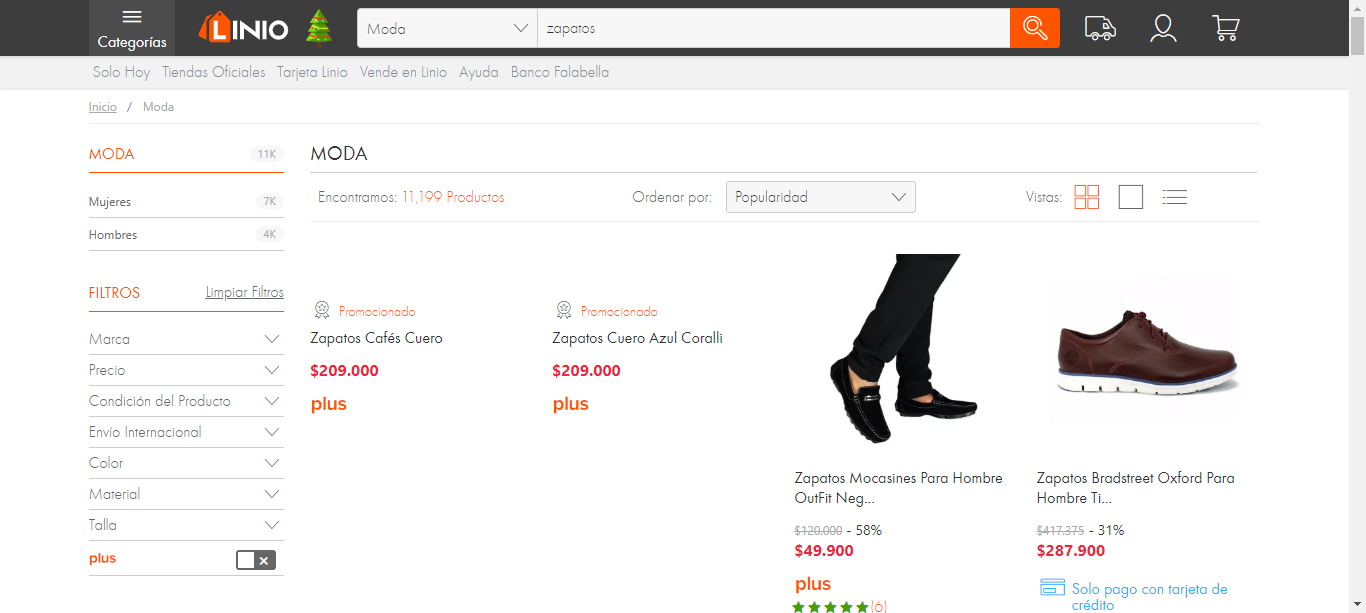 Categorías
LINIO
Moda
zapatos
Solo Hoy Tiendas Oficiales Tarjeta Linio Vende en Linio Ayuda Banco Falabella
Inicio / Moda
MODA 11K
Mujeres 7K
Hombres 4K
FILTROS Limpiar Filtros
Marca
Precio
Condición del Producto
Envío Internacional
Color
Material
Talla
plus
MODA
Encontramos: 11,199 Productos
Ordenar por: Popularidad
Vistas:
Promocionado
Zapatos Cafés Cuero
$209.000
plus
Promocionado
Zapatos Cuero Azul Coralli
$209.000
plus
Zapatos Mocasines Para Hombre
OutFit Neg...
$120.000 - 58%
$49.900
plus
(6)
Zapatos Bradstreet Oxford Para
Hombre Ti...
$417.375 - 31%
$287.900
Solo pago con tarjeta de
crédito